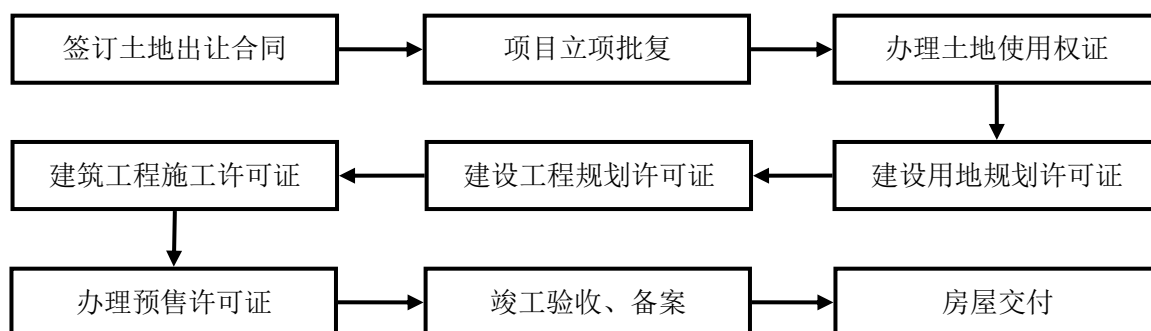 签订土地出让合同
项目立项批复
办理土地使用权证
建设用地规划许可证
建设工程规划许可证
建筑工程施工许可证
办理预售许可证
竣工验收、备案
房屋交付